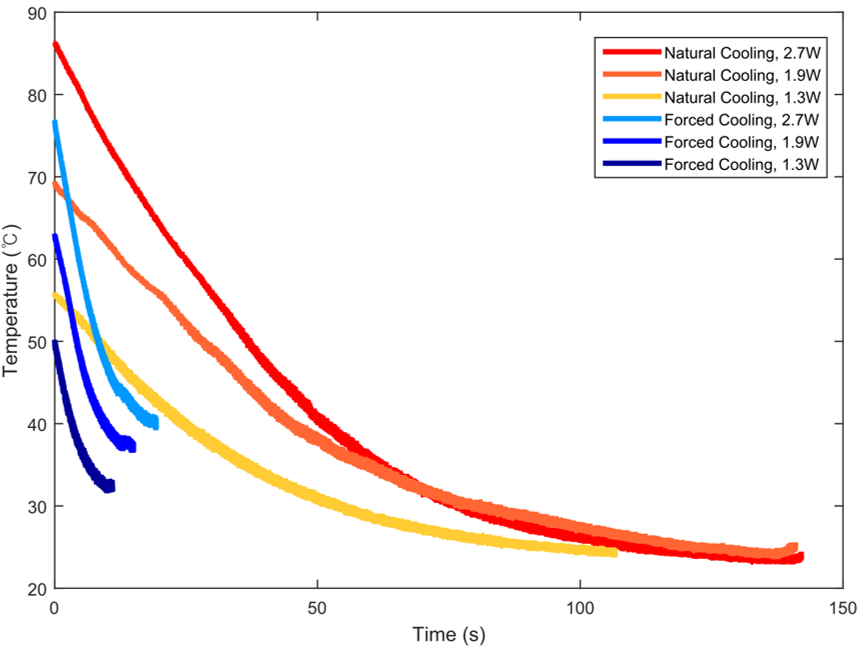 90
80
70
60
50
40
30
20
0
50
100
150
Temperature (℃)
Time (s)
Natural Cooling, 2.7W
Natural Cooling, 1.9W
Natural Cooling, 1.3W
Forced Cooling, 2.7W
Forced Cooling, 1.9W
Forced Cooling, 1.3W